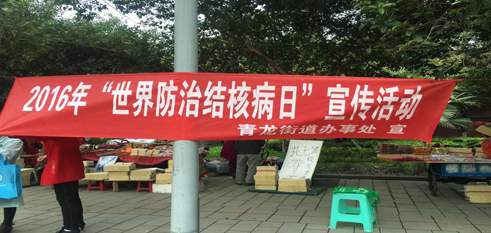 2016年“世界防治结核病日”宣传活动
青龙街道办事处 宣